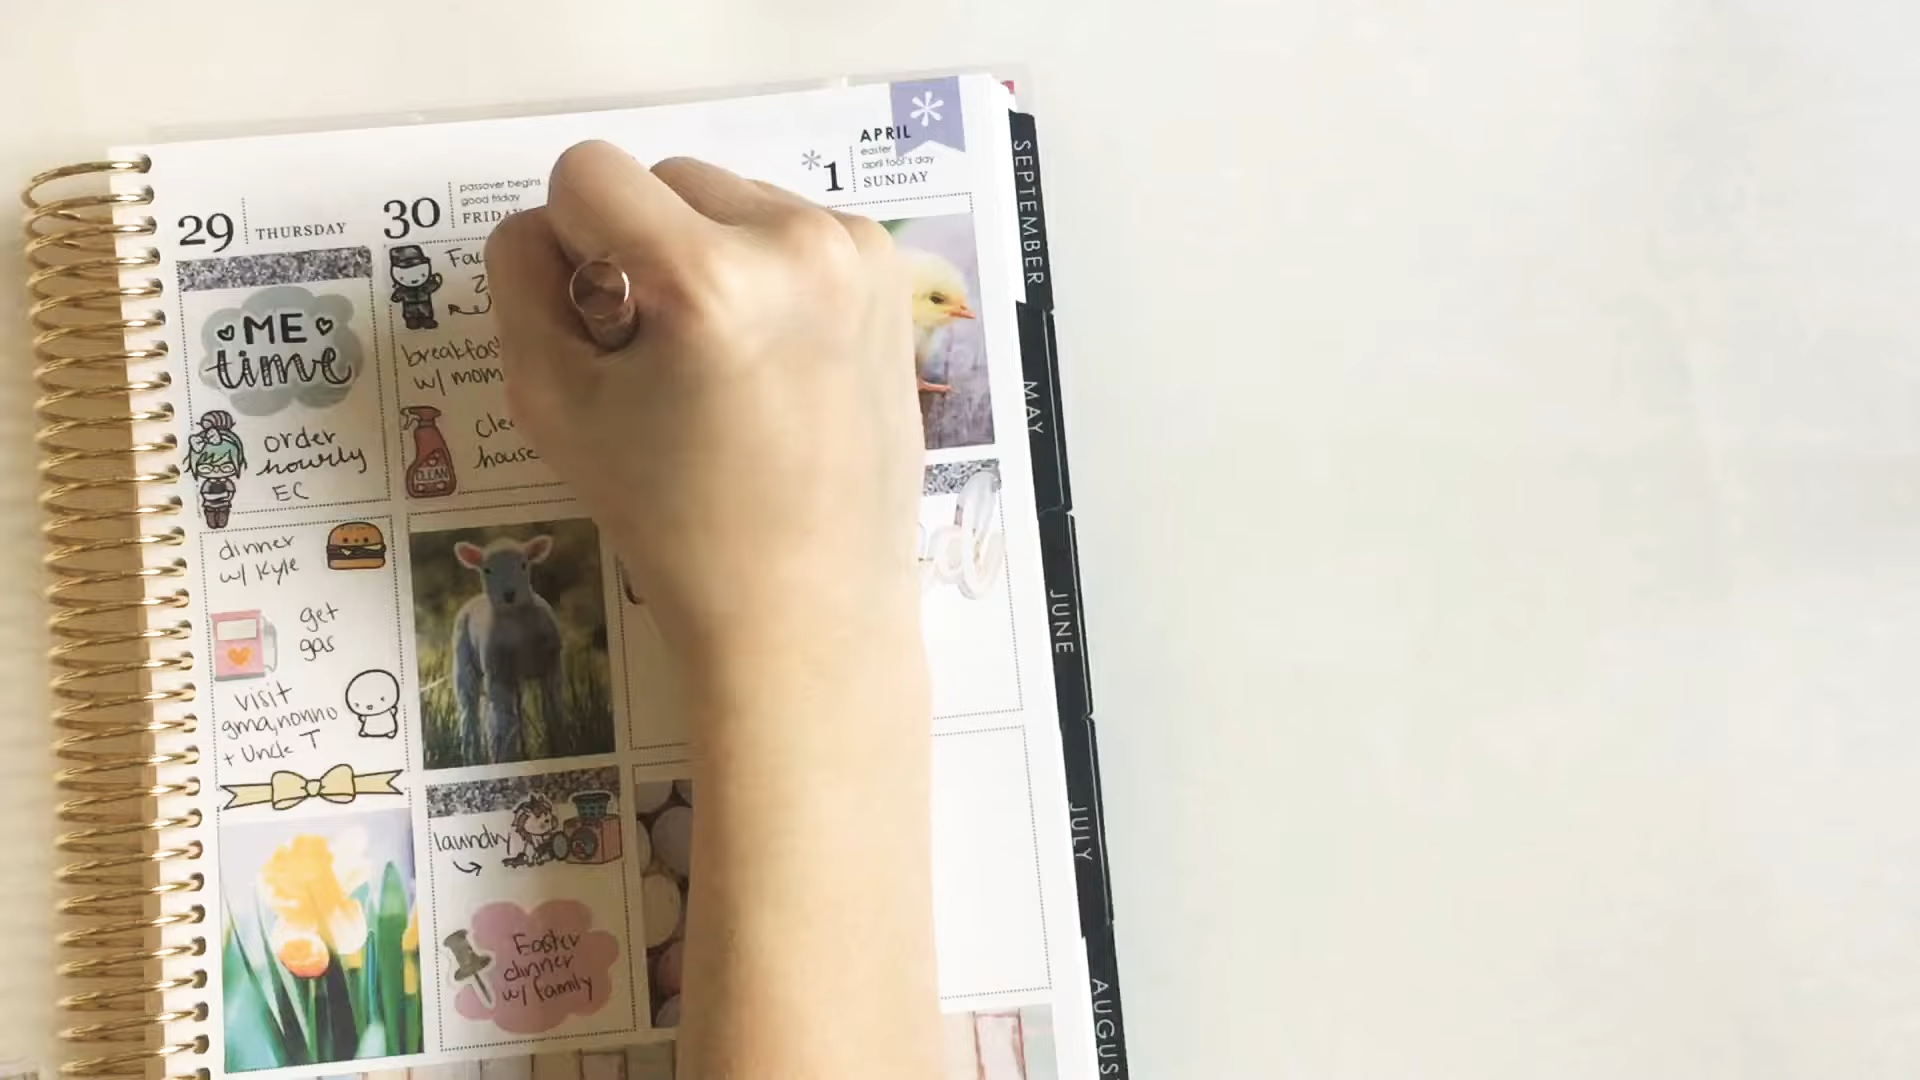 29 THURSDAY
ME
time
order
hourly
EC
dinner
w/ Kyle
get
gas
visit
gma, nonno
+ Uncle T
30
passover begins
good friday
FRIDAY
breakfast
w/ mom
CLEAN
house
laundry
Easter
dinner
w/ family
*1
APRIL
easter
april fool's day
SUNDAY
SEPTEMBER
MAY
JUNE
JULY
AUGUST